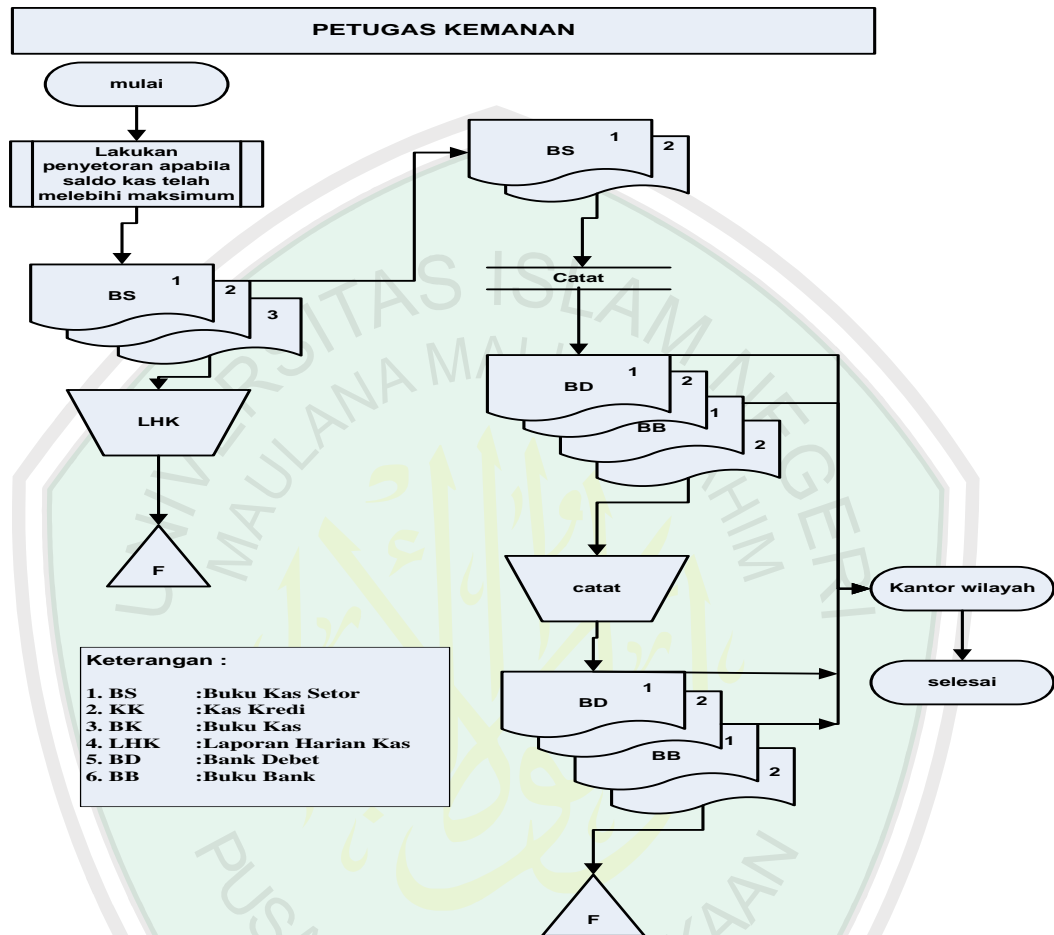 PETUGAS KEMANAN
mulai
Lakukan
penyetoran apabila
saldo kas telah
melebihi maksimum
BS 1 2 3
LHK
F
BS 1 2
Catat
BD 1 2
BB 1 2
catat
BD 1 2
BB 1 2
F
Kantor wilayah
selesai
Keterangan :
1. BS :Buku Kas Setor
2. KK :Kas Kredi
3. BK :Buku Kas
4. LHK :Laporan Harian Kas
5. BD :Bank Debet
6. BB :Buku Bank
UNIVERSITAS ISLAM NEGERI